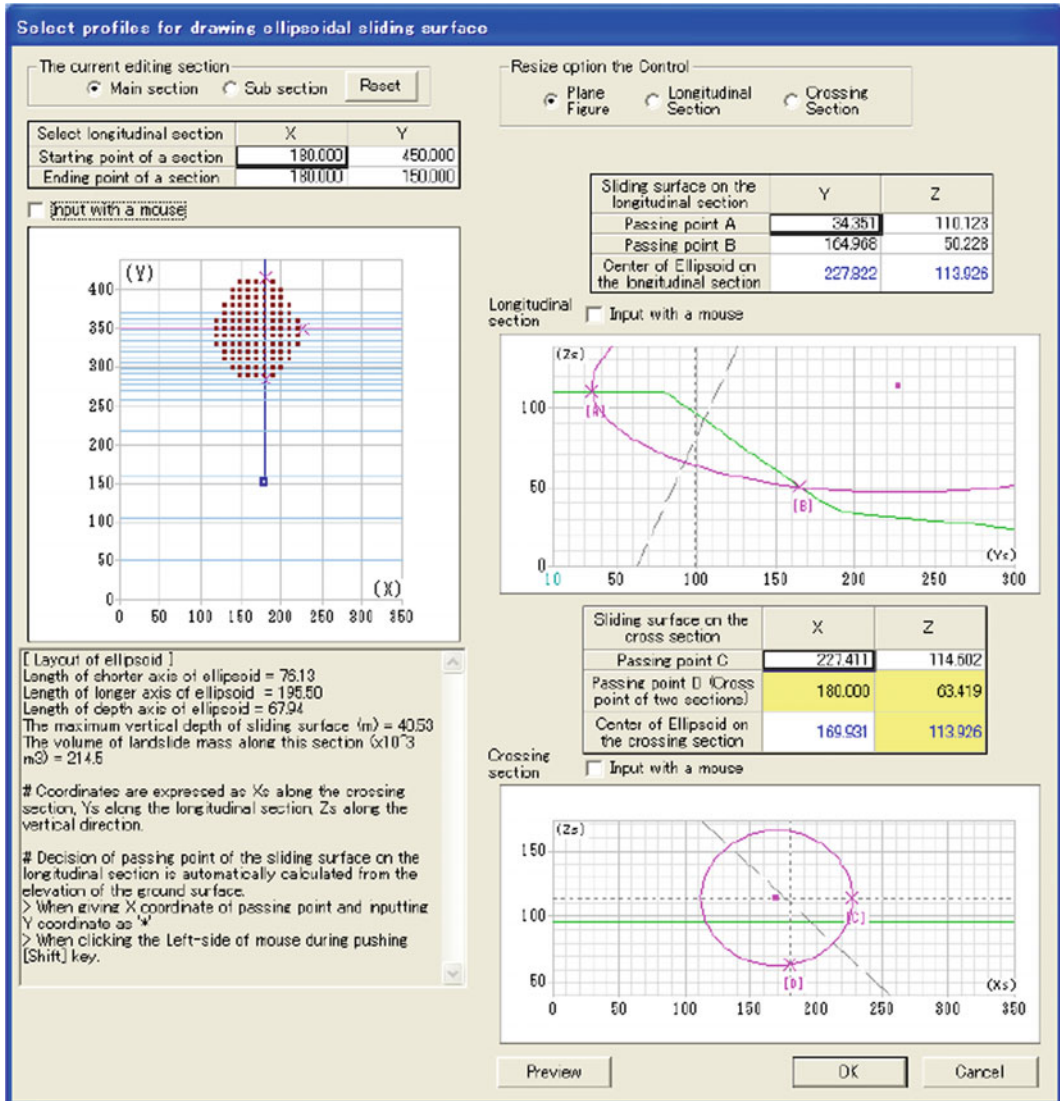 Select profiles for drawing ellipsoidal sliding surface
The current editing section
Main section Sub section Reset
Select longitudinal section X Y
Starting point of a section 180.000 450.000
Ending point of a section 180.000 150.000
Input with a mouse
(Y)
400
350
300
250
200
150
100
50
0
(X)
0 50 100 150 200 250 300 350
[ Layout of ellipsoid ]
Length of shorter axis of ellipsoid = 76.13
Length of longer axis of ellipsoid = 195.50
Length of depth axis of ellipsoid = 67.94
The maximum vertical depth of sliding surface (m) = 40.53
The volume of landslide mass along this section (x10^3
m3) = 214.5
# Coordinates are expressed as Xs along the crossing
section, Ys along the longitudinal section, Zs along the
vertical direction.
# Decision of passing point of the sliding surface on the
longitudinal section is automatically calculated from the
elevation of the ground surface.
> When giving X coordinate of passing point and inputting
Y coordinate as '*'
> When clicking the Left-side of mouse during pushing
[Shift] key.
Resize option the Control
Plane Figure
Longitudinal Section
Crossing Section
Sliding surface on the longitudinal section Y Z
Passing point A 34.351 110.123
Passing point B 164.968 50.228
Center of Ellipsoid on the longitudinal section 227.822 113.926
Longitudinal section
Input with a mouse
(Zs)
100
50
0
[A]
[B]
(Ys)
10 50 100 150 200 250 300
Sliding surface on the cross section X Z
Passing point C 227.411 114.602
Passing point D (Cross point of two sections) 180.000 63.419
Center of Ellipsoid on the crossing section 169.931 113.926
Crossing section
Input with a mouse
(Zs)
150
100
50
[C]
[D]
(Xs)
0 50 100 150 200 250 300 350
Preview OK Cancel